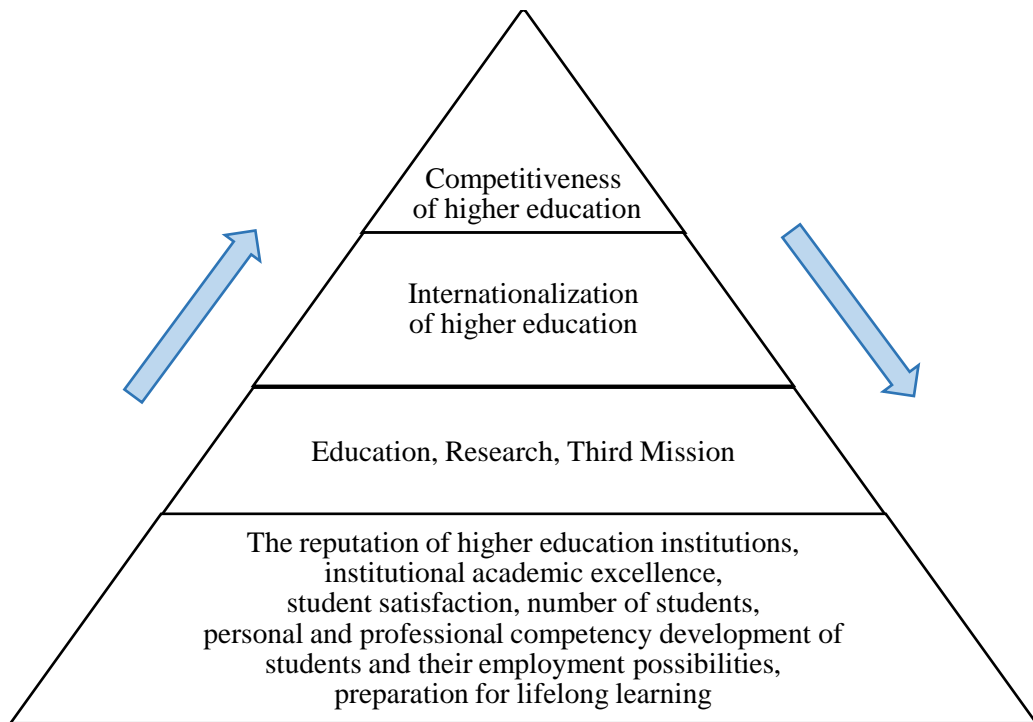 Competitiveness
of higher education
Internationalization
of higher education
Education, Research, Third Mission
The reputation of higher education institutions,
institutional academic excellence,
student satisfaction, number of students,
personal and professional competency development of
students and their employment possibilities,
preparation for lifelong learning